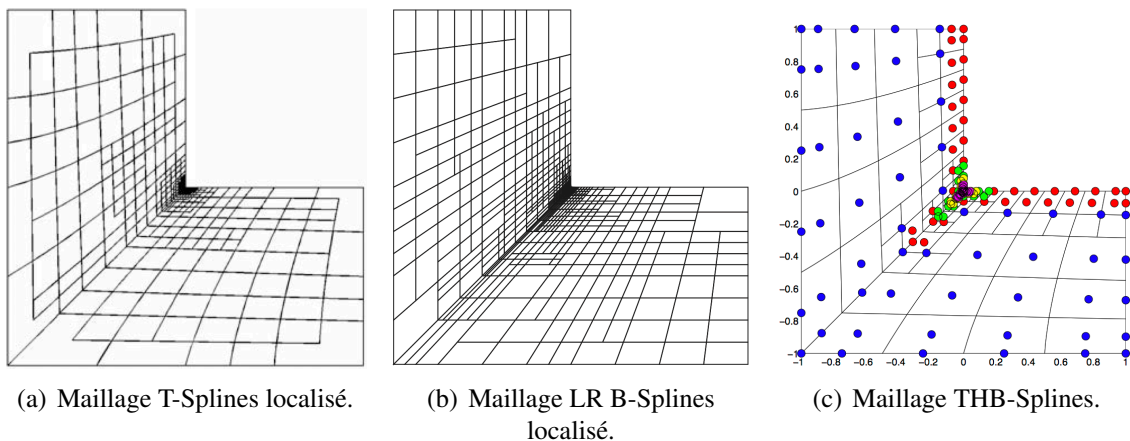 1
0.8
0.6
0.4
0.2
0
−0.2
−0.4
−0.6
−0.8
−1
−1 −0.8 −0.6 −0.4 −0.2 0 0.2 0.4 0.6 0.8 1
(a) Maillage T-Splines localisé.
(b) Maillage LR B-Splines
localisé.
(c) Maillage THB-Splines.